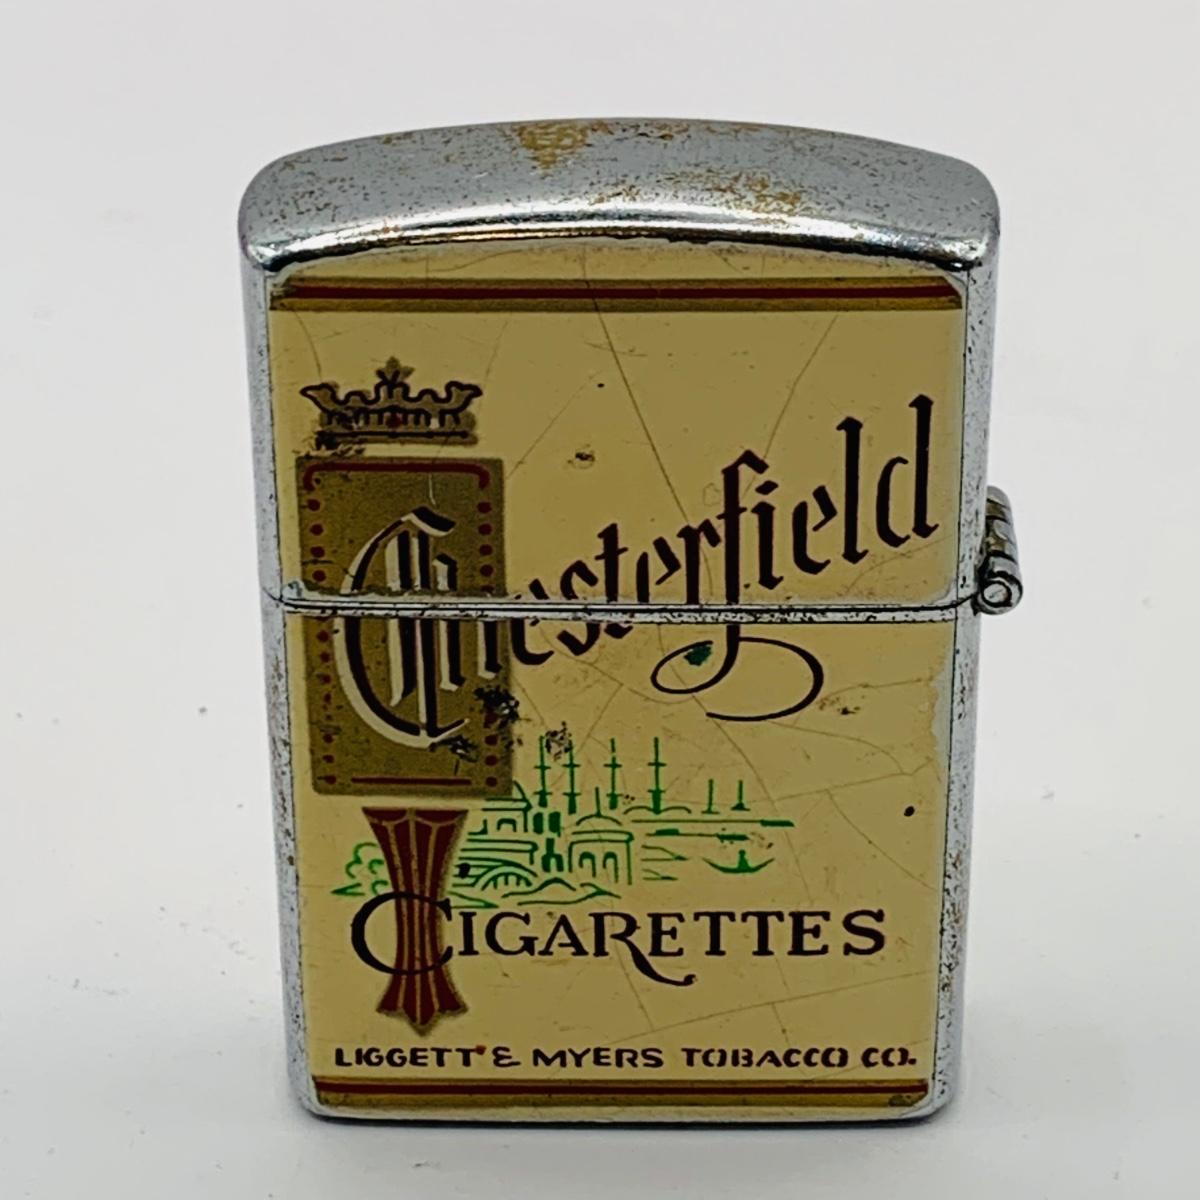 Chesterfield
CIGARETTES
LIGGETT & MYERS TOBACCO CO.